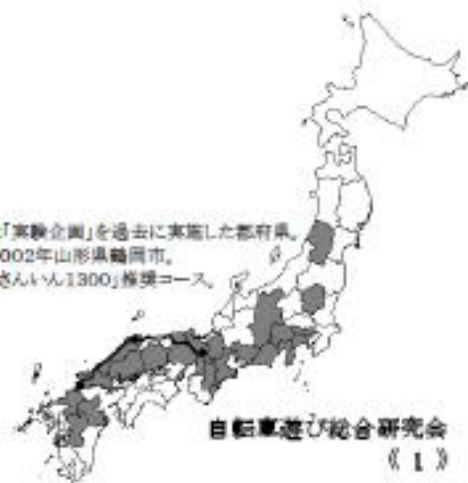 「実験企画」を過去に実施した都府県。
002年山形県鶴岡市。
さんいん1300」推奨コース。
自転車遊び総合研究会
《1》